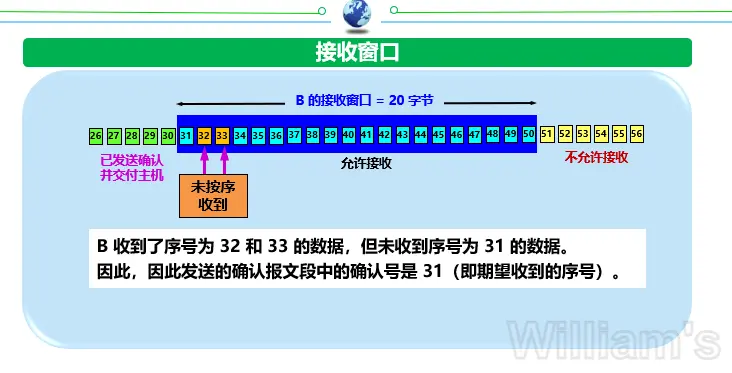 接收窗口
B 的接收窗口 = 20 字节
26 27 28 29 30 31 32 33 34 35 36 37 38 39 40 41 42 43 44 45 46 47 48 49 50 51 52 53 54 55 56
已发送确认
并交付主机
允许接收
不允许接收
未按序
收到
B 收到了序号为 32 和 33 的数据，但未收到序号为 31 的数据。
因此，因此发送的确认报文段中的确认号是 31（即期望收到的序号）。
William's